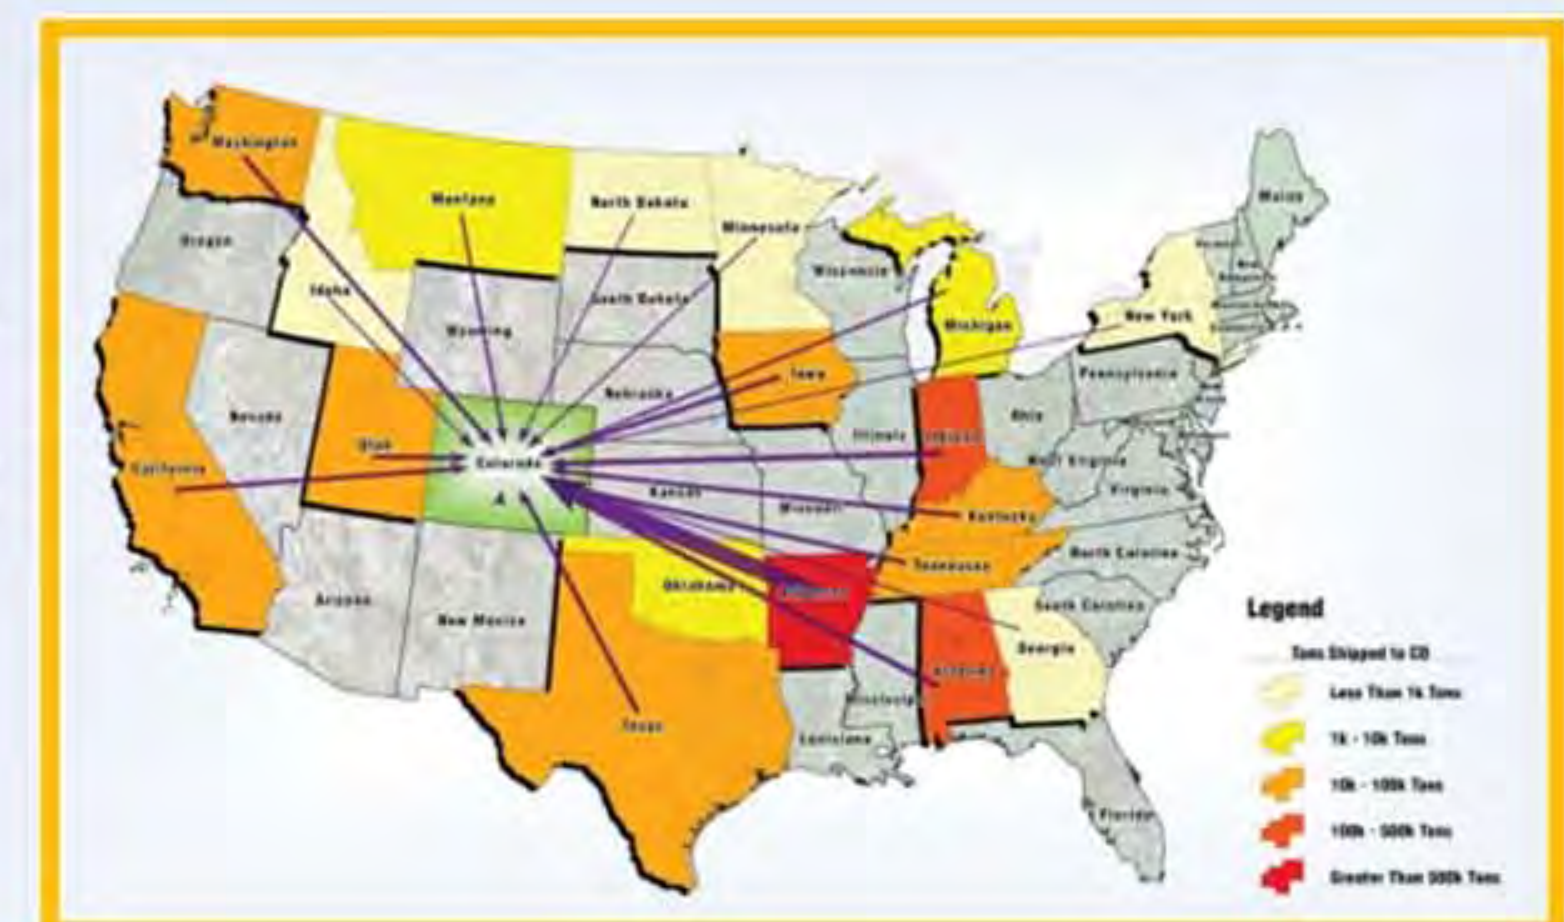 Washington
Montana
North Dakota
Minnesota
Maine
Oregon
Idaho
Wisconsin
South Dakota
Wyoming
Michigan
New York
Iowa
Pennsylvania
Nebraska
Nevada
Utah
Illinois
Ohio
California
Colorado
West Virginia
Virginia
Kansas
Missouri
Kentucky
North Carolina
Tennessee
Oklahoma
Arizona
New Mexico
South Carolina
Georgia
Texas
Louisiana
Florida
Legend
Tons Shipped to CO
Less Than 1k Tons
1k - 10k Tons
10k - 100k Tons
100k - 500k Tons
Greater Than 500k Tons